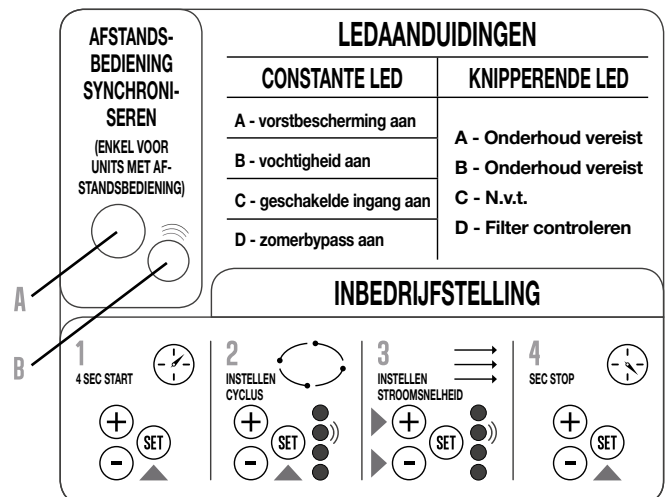 AFSTANDS-
BEDIENING
SYNCHRONI-
SEREN
(ENKEL VOOR
UNITS MET AF-
STANDSBEDIENING)
A
B
LEDAANDUIDINGEN
CONSTANTE LED
A - vorstbescherming aan
B - vochtigheid aan
C - geschakelde ingang aan
D - zomerbypass aan
KNIPPERENDE LED
A - Onderhoud vereist
B - Onderhoud vereist
C - N.v.t.
D - Filter controleren
INBEDRIJFSTELLING
1
4 SEC START
+
SET
-
2
INSTELLEN
CYCLUS
+
SET
-
3
INSTELLEN
STROOMSNELHEID
+
SET
-
4
SEC STOP
+
SET
-